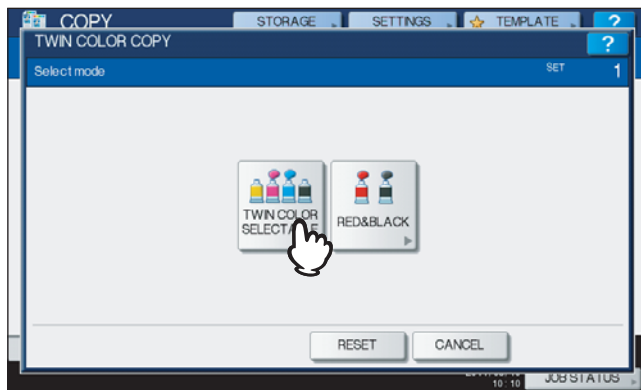 COPY STORAGE SETTINGS TEMPLATE ?
TWIN COLOR COPY ?
Select mode SET 1
TWIN COLOR RED&BLACK
RESET CANCEL
10:10 JOB STATUS